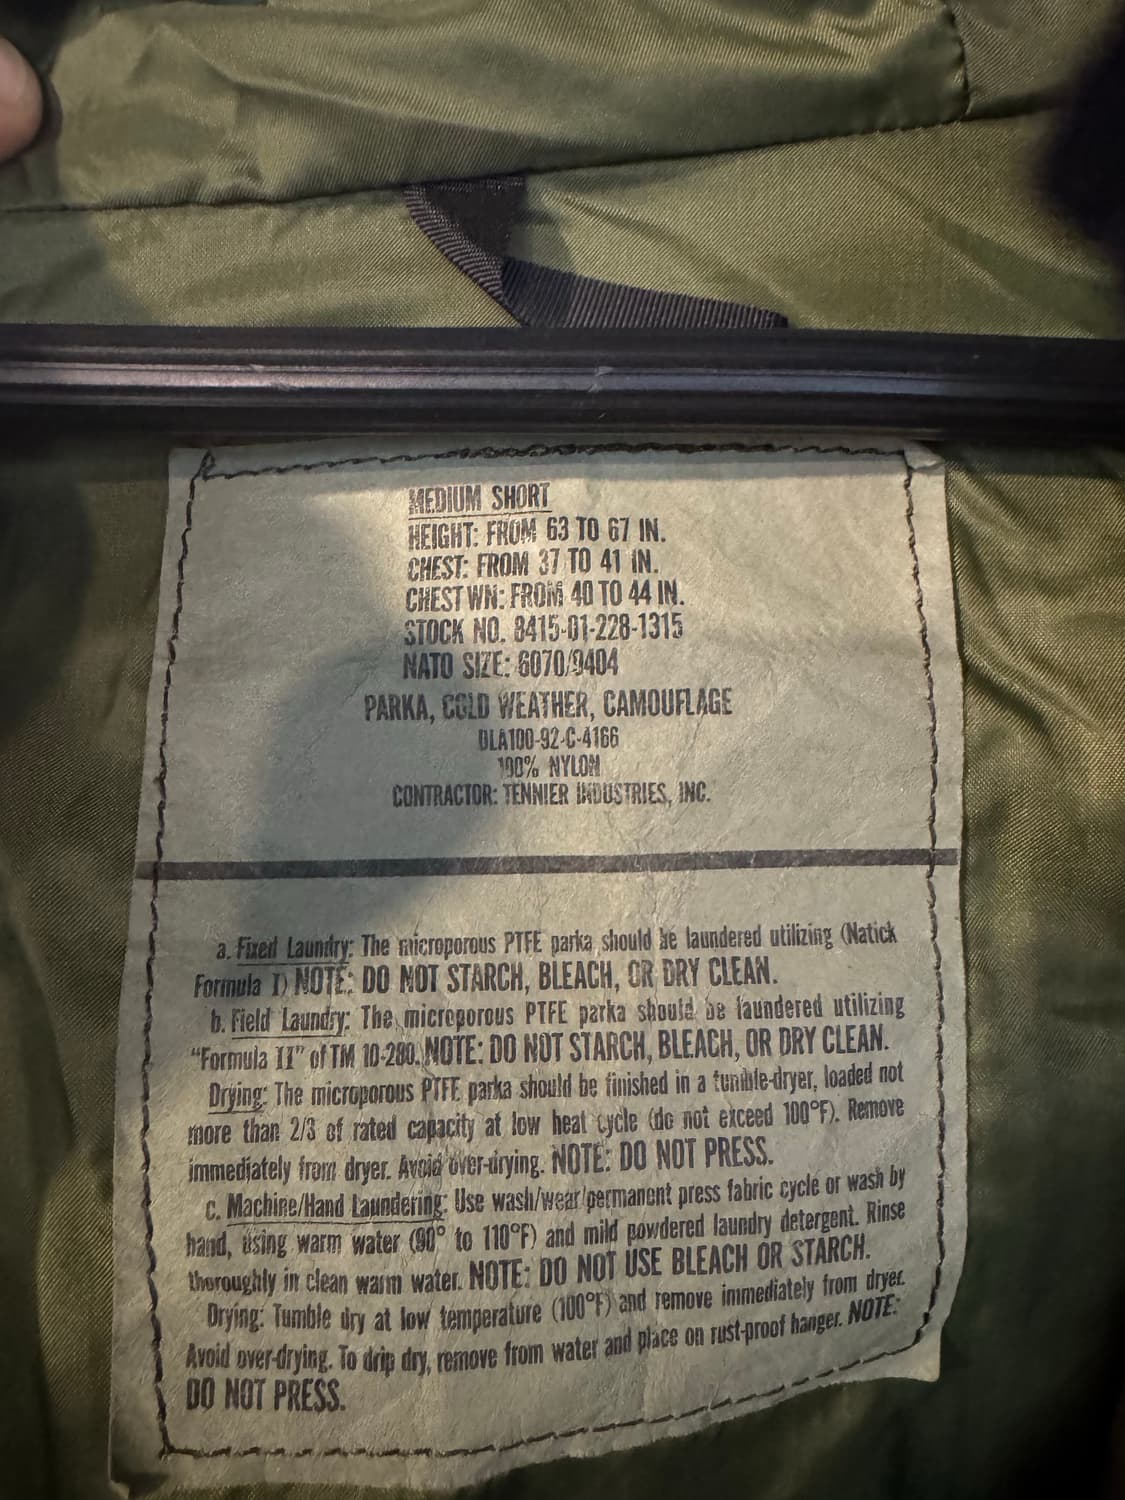 MEDIUM SHORT
HEIGHT: FROM 63 TO 67 IN.
CHEST: FROM 37 TO 41 IN.
CHEST WN: FROM 40 TO 44 IN.
STOCK NO. 8415-01-228-1315
NATO SIZE: 6070/9404
PARKA, COLD WEATHER, CAMOUFLAGE
DLA100-92-C-4166
100% NYLON
CONTRACTOR: TENNIER INDUSTRIES, INC.
a. Fixed Laundry: The microporous PTFE parka should be laundered utilizing (Natick
Formula I) NOTE: DO NOT STARCH, BLEACH, OR DRY CLEAN.
b. Field Laundry: The microporous PTFE parka should be laundered utilizing
"Formula II" of TM 10-280. NOTE: DO NOT STARCH, BLEACH, OR DRY CLEAN.
Drying: The microporous PTFE parka should be finished in a tumble-dryer, loaded not
more than 2/3 of rated capacity at low heat cycle (do not exceed 100°F). Remove
immediately from dryer. Avoid over-drying. NOTE: DO NOT PRESS.
c. Machine/Hand Laundering: Use wash/wear/permanent press fabric cycle or wash by
hand, using warm water (90° to 110°F) and mild powdered laundry detergent. Rinse
thoroughly in clean warm water. NOTE: DO NOT USE BLEACH OR STARCH.
Drying: Tumble dry at low temperature (100°F) and remove immediately from dryer.
Avoid over-drying. To drip dry, remove from water and place on rust-proof hanger. NOTE:
DO NOT PRESS.